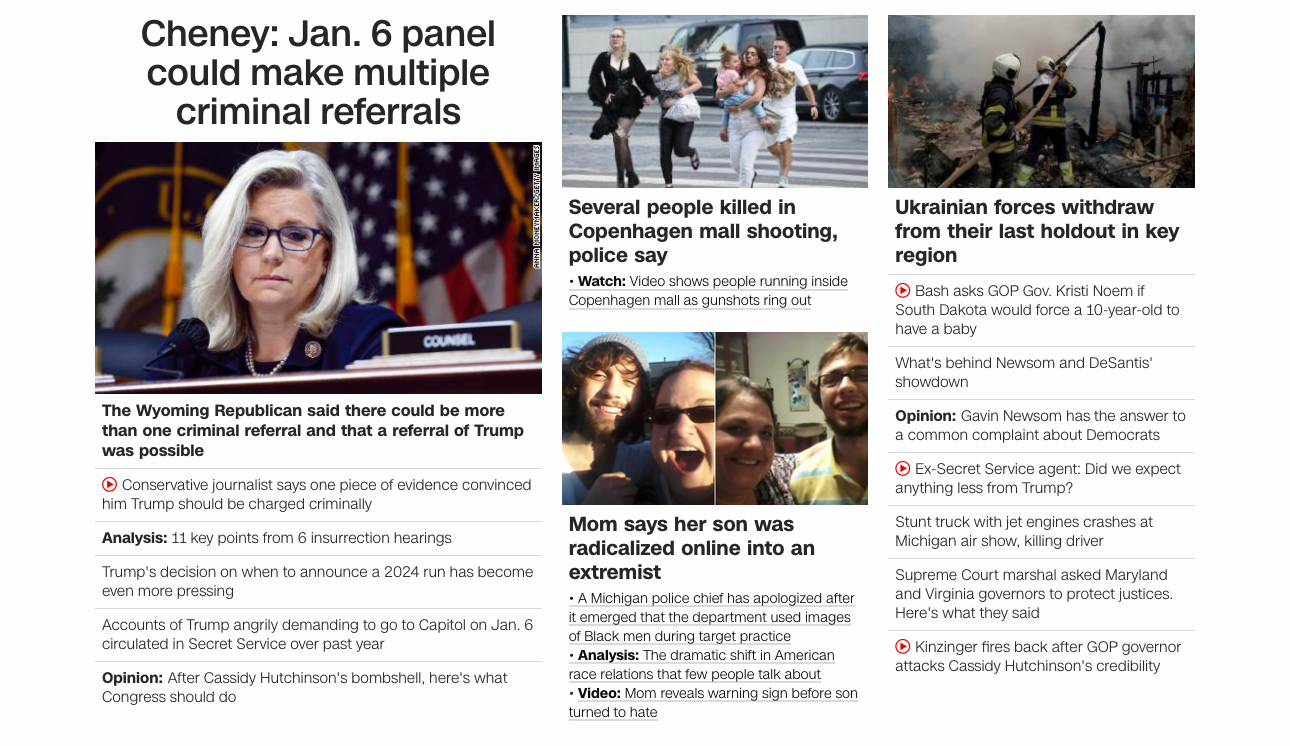 Cheney: Jan. 6 panel
could make multiple
criminal referrals
ANNA MONEYMAKER/GETTY IMAGES
COUNSEL
The Wyoming Republican said there could be more
than one criminal referral and that a referral of Trump
was possible
Conservative journalist says one piece of evidence convinced
him Trump should be charged criminally
Analysis: 11 key points from 6 insurrection hearings
Trump's decision on when to announce a 2024 run has become
even more pressing
Accounts of Trump angrily demanding to go to Capitol on Jan. 6
circulated in Secret Service over past year
Opinion: After Cassidy Hutchinson's bombshell, here's what
Congress should do
Several people killed in
Copenhagen mall shooting,
police say
• Watch: Video shows people running inside
Copenhagen mall as gunshots ring out
Mom says her son was
radicalized online into an
extremist
• A Michigan police chief has apologized after
it emerged that the department used images
of Black men during target practice
• Analysis: The dramatic shift in American
race relations that few people talk about
• Video: Mom reveals warning sign before son
turned to hate
Ukrainian forces withdraw
from their last holdout in key
region
Bash asks GOP Gov. Kristi Noem if
South Dakota would force a 10-year-old to
have a baby
What's behind Newsom and DeSantis'
showdown
Opinion: Gavin Newsom has the answer to
a common complaint about Democrats
Ex-Secret Service agent: Did we expect
anything less from Trump?
Stunt truck with jet engines crashes at
Michigan air show, killing driver
Supreme Court marshal asked Maryland
and Virginia governors to protect justices.
Here's what they said
Kinzinger fires back after GOP governor
attacks Cassidy Hutchinson's credibility